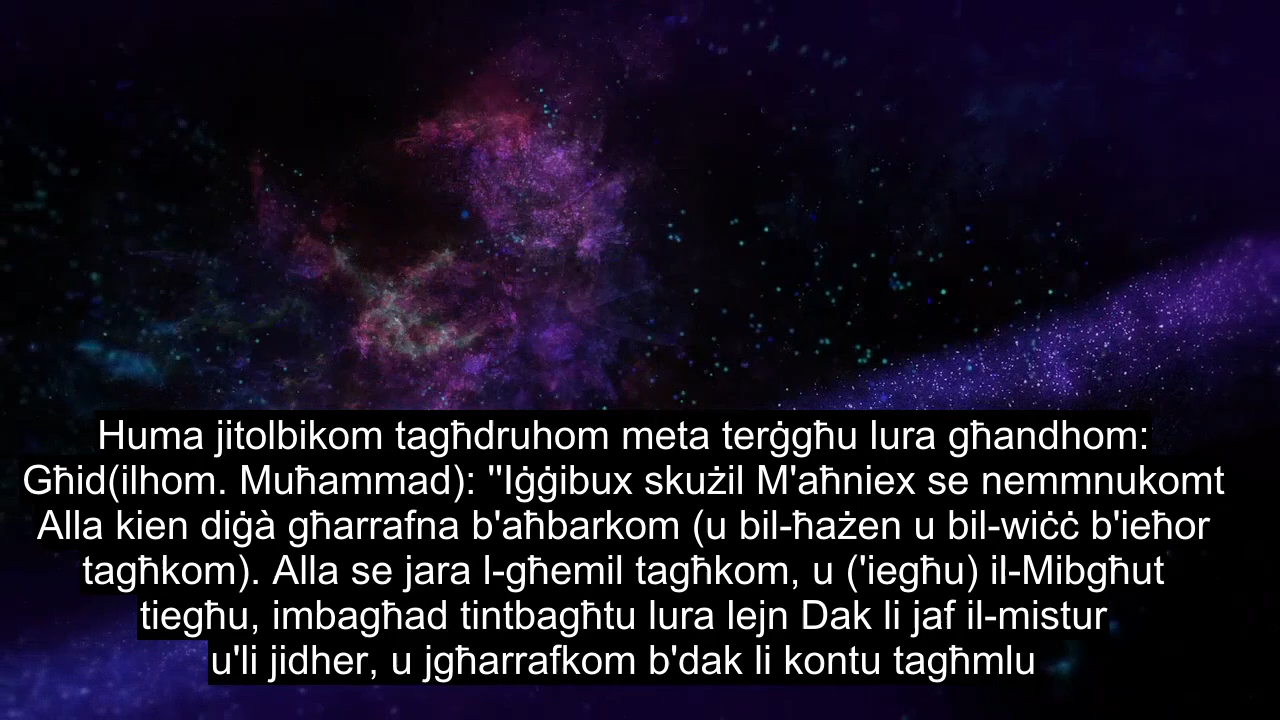 Huma jitolbikom tagħdruhom meta terġgħu lura għandhom:
Għid(ilhom. Muħammad): "Iġġibux skużil M'aħniex se nemmnukomt
Alla kien diġà għarrafna b'aħbarkom (u bil-ħażen u bil-wiċċ b'ieħor
tagħkom). Alla se jara l-għemil tagħkom, u ('iegħu) il-Mibgħut
tiegħu, imbagħad tintbagħtu lura lejn Dak li jaf il-mistur
u'li jidher, u jgħarrafkom b'dak li kontu tagħmlu